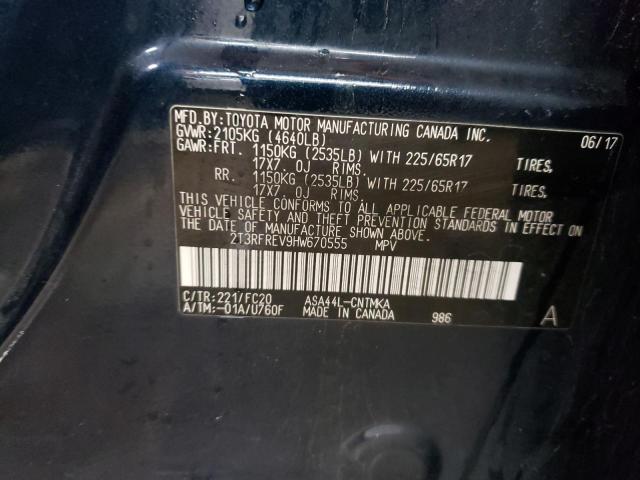 MFD.BY:TOYOTA MOTOR MANUFACTURING CANADA INC. 06/17
GVWR:2105KG (4640LB)
GAWR:FRT. 1150KG (2535LB) WITH 225/65R17 TIRES,
17X7.0J RIMS.
RR. 1150KG (2535LB) WITH 225/65R17 TIRES,
17X7.0J RIMS.
THIS VEHICLE CONFORMS TO ALL APPLICABLE FEDERAL MOTOR
VEHICLE SAFETY AND THEFT PREVENTION STANDARDS IN EFFECT ON
THE DATE OF MANUFACTURE SHOWN ABOVE.
2T3RFREV9HW670555 MPV
C/TR:221/FC20 ASA44L-CNTMKA
A/TM:-01A/U760F MADE IN CANADA 986 A